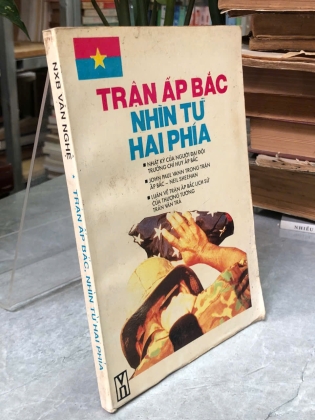 TRẬN ẤP BẮC
NHÌN TỪ
HAI PHÍA
NHẬT KÝ CỦA NGƯỜI ĐẠI ĐỘI
TRƯỞNG CHỈ HUY ẤP BẮC
JOHN PAUL VANN TRONG TRẬN
ẤP BẮC - NEIL SHEEHAN
LUẬN VỀ TRẬN ẤP BẮC LỊCH SỬ
CỦA THƯỢNG TƯỚNG
TRẦN VĂN TRÀ
NXB VĂN NGHỆ
TRẬN ẤP BẮC, NHÌN TỪ HAI PHÍA
NHIỀU